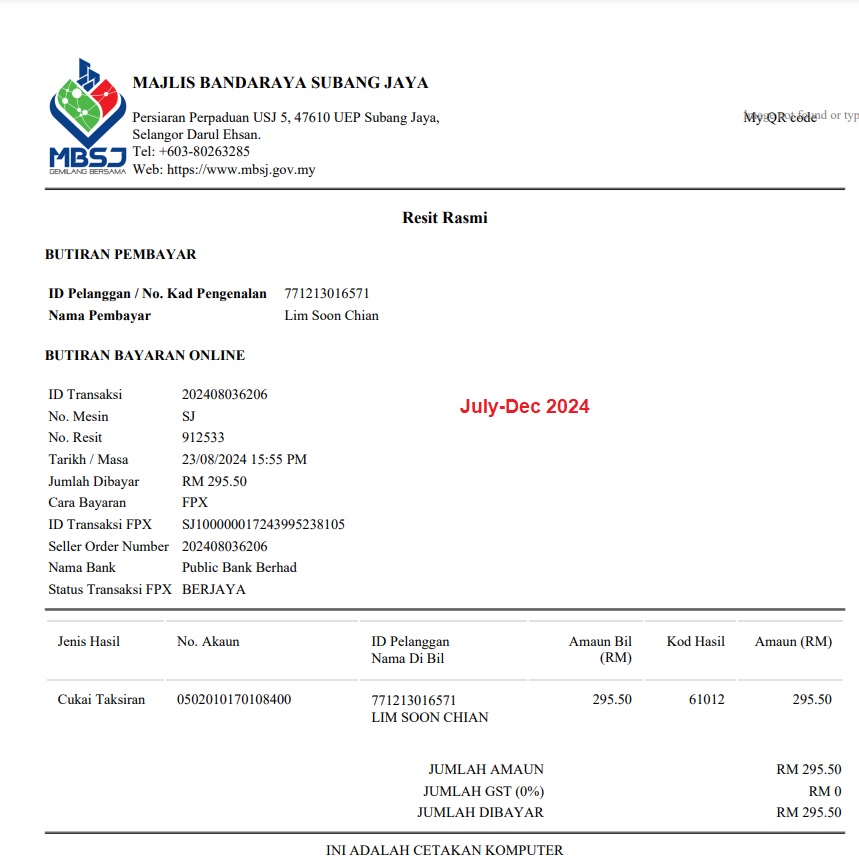 MAJLIS BANDARAYA SUBANG JAYA
Persiaran Perpaduan USJ 5, 47610 UEP Subang Jaya,
Selangor Darul Ehsan.
Tel: +603-80263285
Web: https://www.mbsj.gov.my
MBSJ
GEMILANG BERSAMA
My QR code
Image not found or typ
Resit Rasmi
BUTIRAN PEMBAYAR
ID Pelanggan / No. Kad Pengenalan 771213016571
Nama Pembayar Lim Soon Chian
BUTIRAN BAYARAN ONLINE
ID Transaksi 202408036206
No. Mesin SJ
July-Dec 2024
No. Resit 912533
Tarikh / Masa 23/08/2024 15:55 PM
Jumlah Dibayar RM 295.50
Cara Bayaran FPX
ID Transaksi FPX SJ100000017243995238105
Seller Order Number 202408036206
Nama Bank Public Bank Berhad
Status Transaksi FPX BERJAYA
Jenis Hasil No. Akaun ID Pelanggan Amaun Bil Kod Hasil Amaun (RM)
Nama Di Bil (RM)
Cukai Taksiran 0502010170108400 771213016571 295.50 61012 295.50
LIM SOON CHIAN
JUMLAH AMAUN RM 295.50
JUMLAH GST (0%) RM 0
JUMLAH DIBAYAR RM 295.50
INI ADALAH CETAKAN KOMPUTER